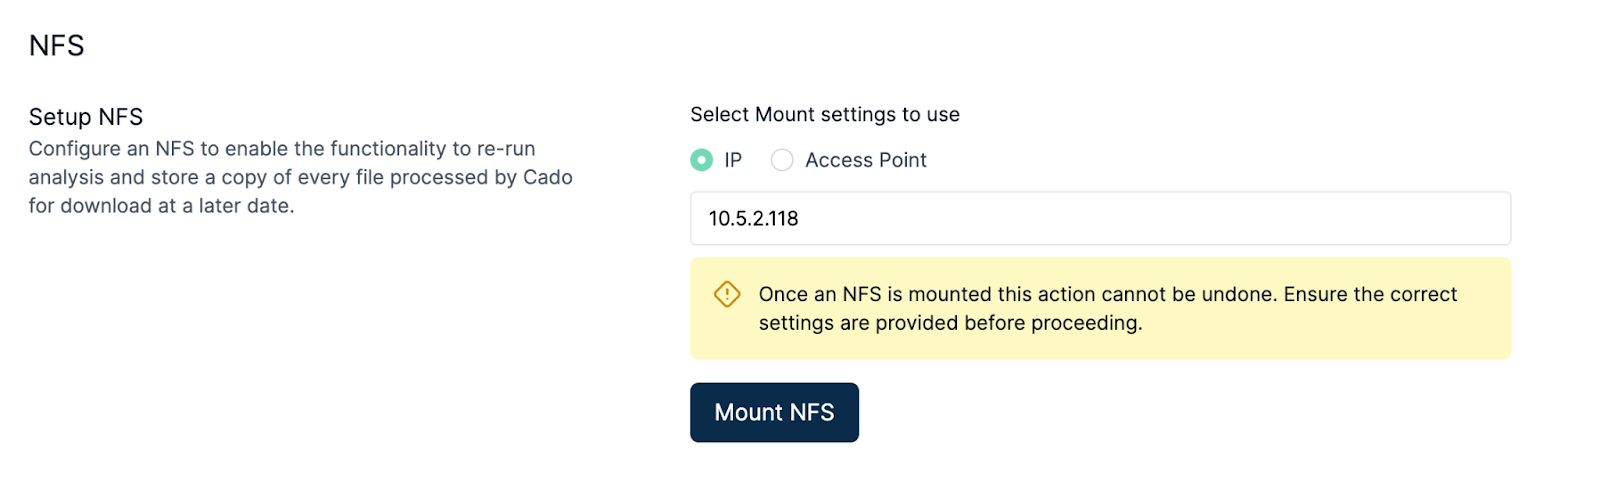 NFS
Setup NFS
Configure an NFS to enable the functionality to re-run
analysis and store a copy of every file processed by Cado
for download at a later date.
Select Mount settings to use
IP
Access Point
10.5.2.118
Once an NFS is mounted this action cannot be undone. Ensure the correct
settings are provided before proceeding.
Mount NFS